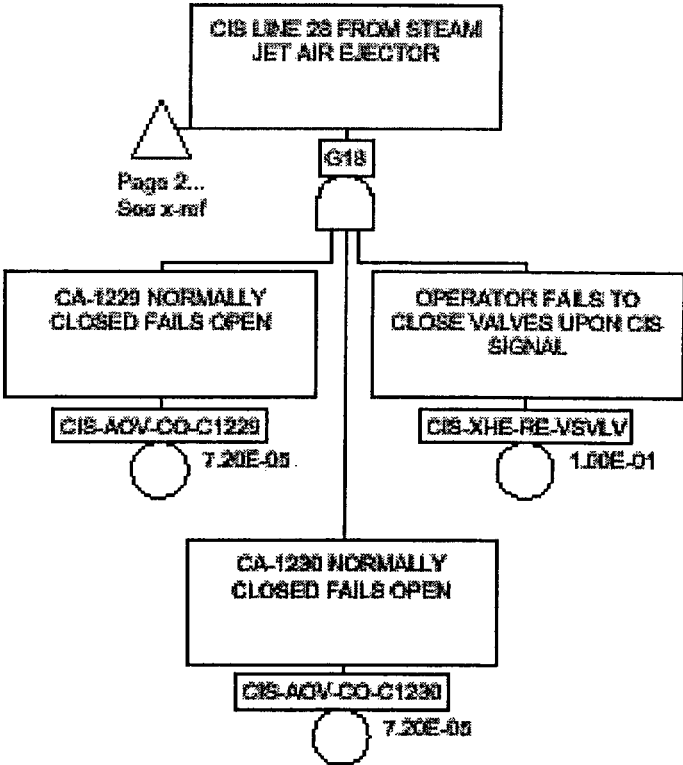 CIS LINE 28 FROM STEAM
JET AIR EJECTOR
G18
Page 2...
See x-ref
CA-1229 NORMALLY
CLOSED FAILS OPEN
OPERATOR FAILS TO
CLOSE VALVES UPON CIS
SIGNAL
CIS-AOV-CO-C1229
7.20E-05
CIS-XHE-RE-VSVLV
1.00E-01
CA-1230 NORMALLY
CLOSED FAILS OPEN
CIS-AOV-CO-C1230
7.20E-05